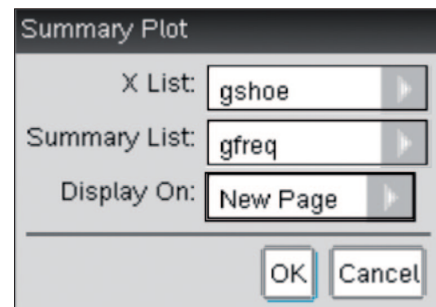 Summary Plot
X List: gshoe
Summary List: gfreq
Display On: New Page
OK Cancel